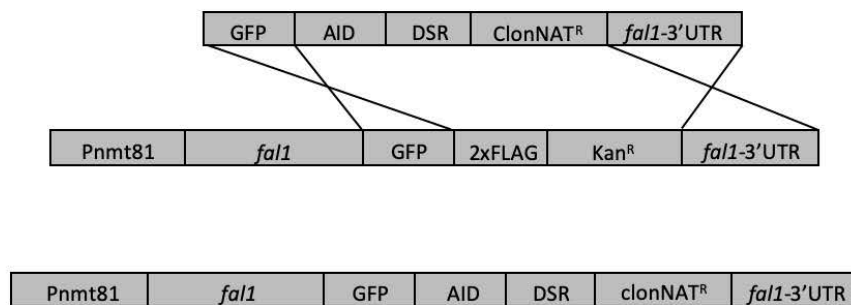 GFP AID DSR ClonNATᴿ fal1-3'UTR
Pnmt81 fal1 GFP 2xFLAG Kanᴿ fal1-3'UTR
Pnmt81 fal1 GFP AID DSR clonNATᴿ fal1-3'UTR